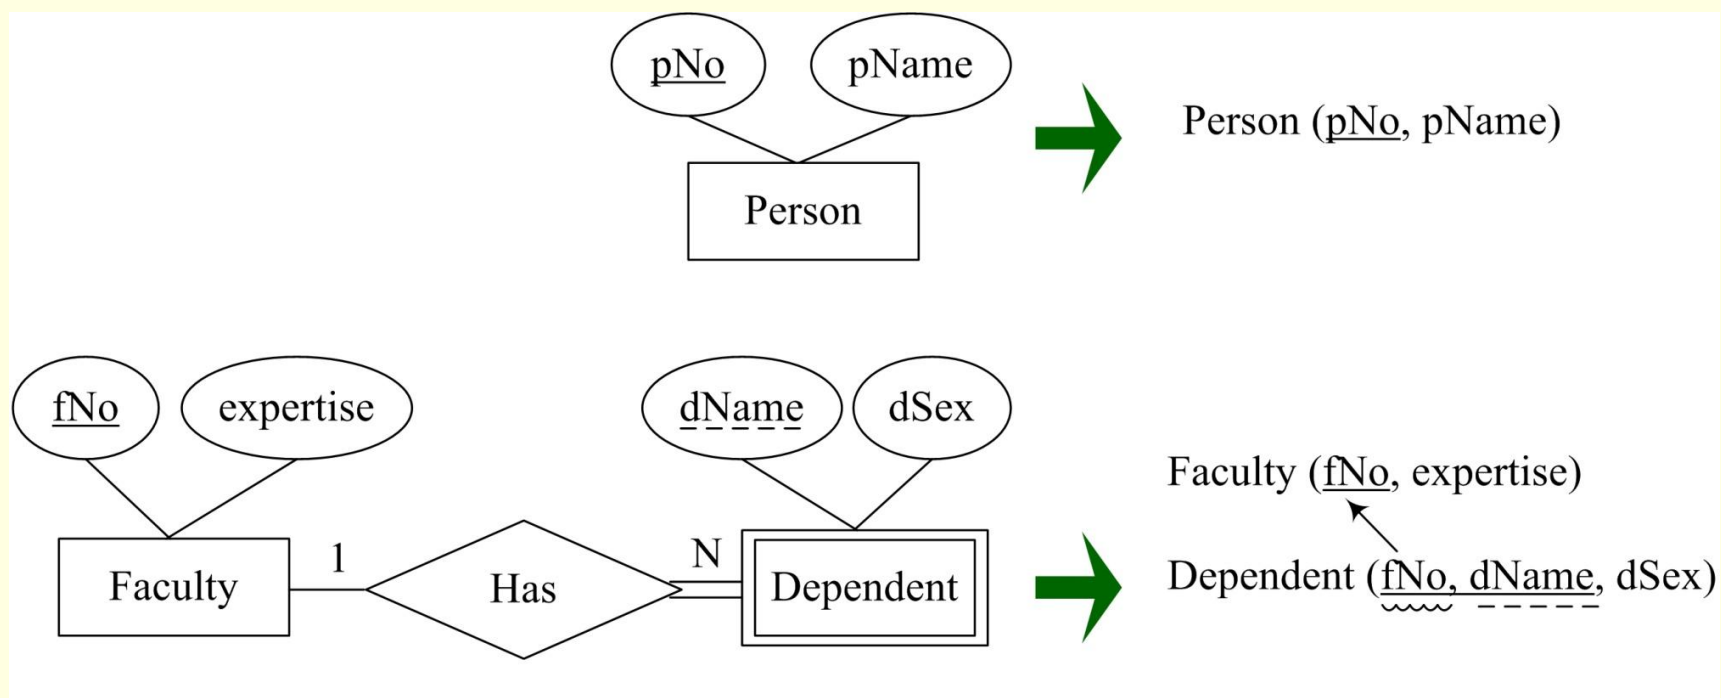 pNo
pName
Person (pNo, pName)
Person
fNo
expertise
dName
dSex
Faculty (fNo, expertise)
Faculty
1
Has
N
Dependent
Dependent (fNo, dName, dSex)